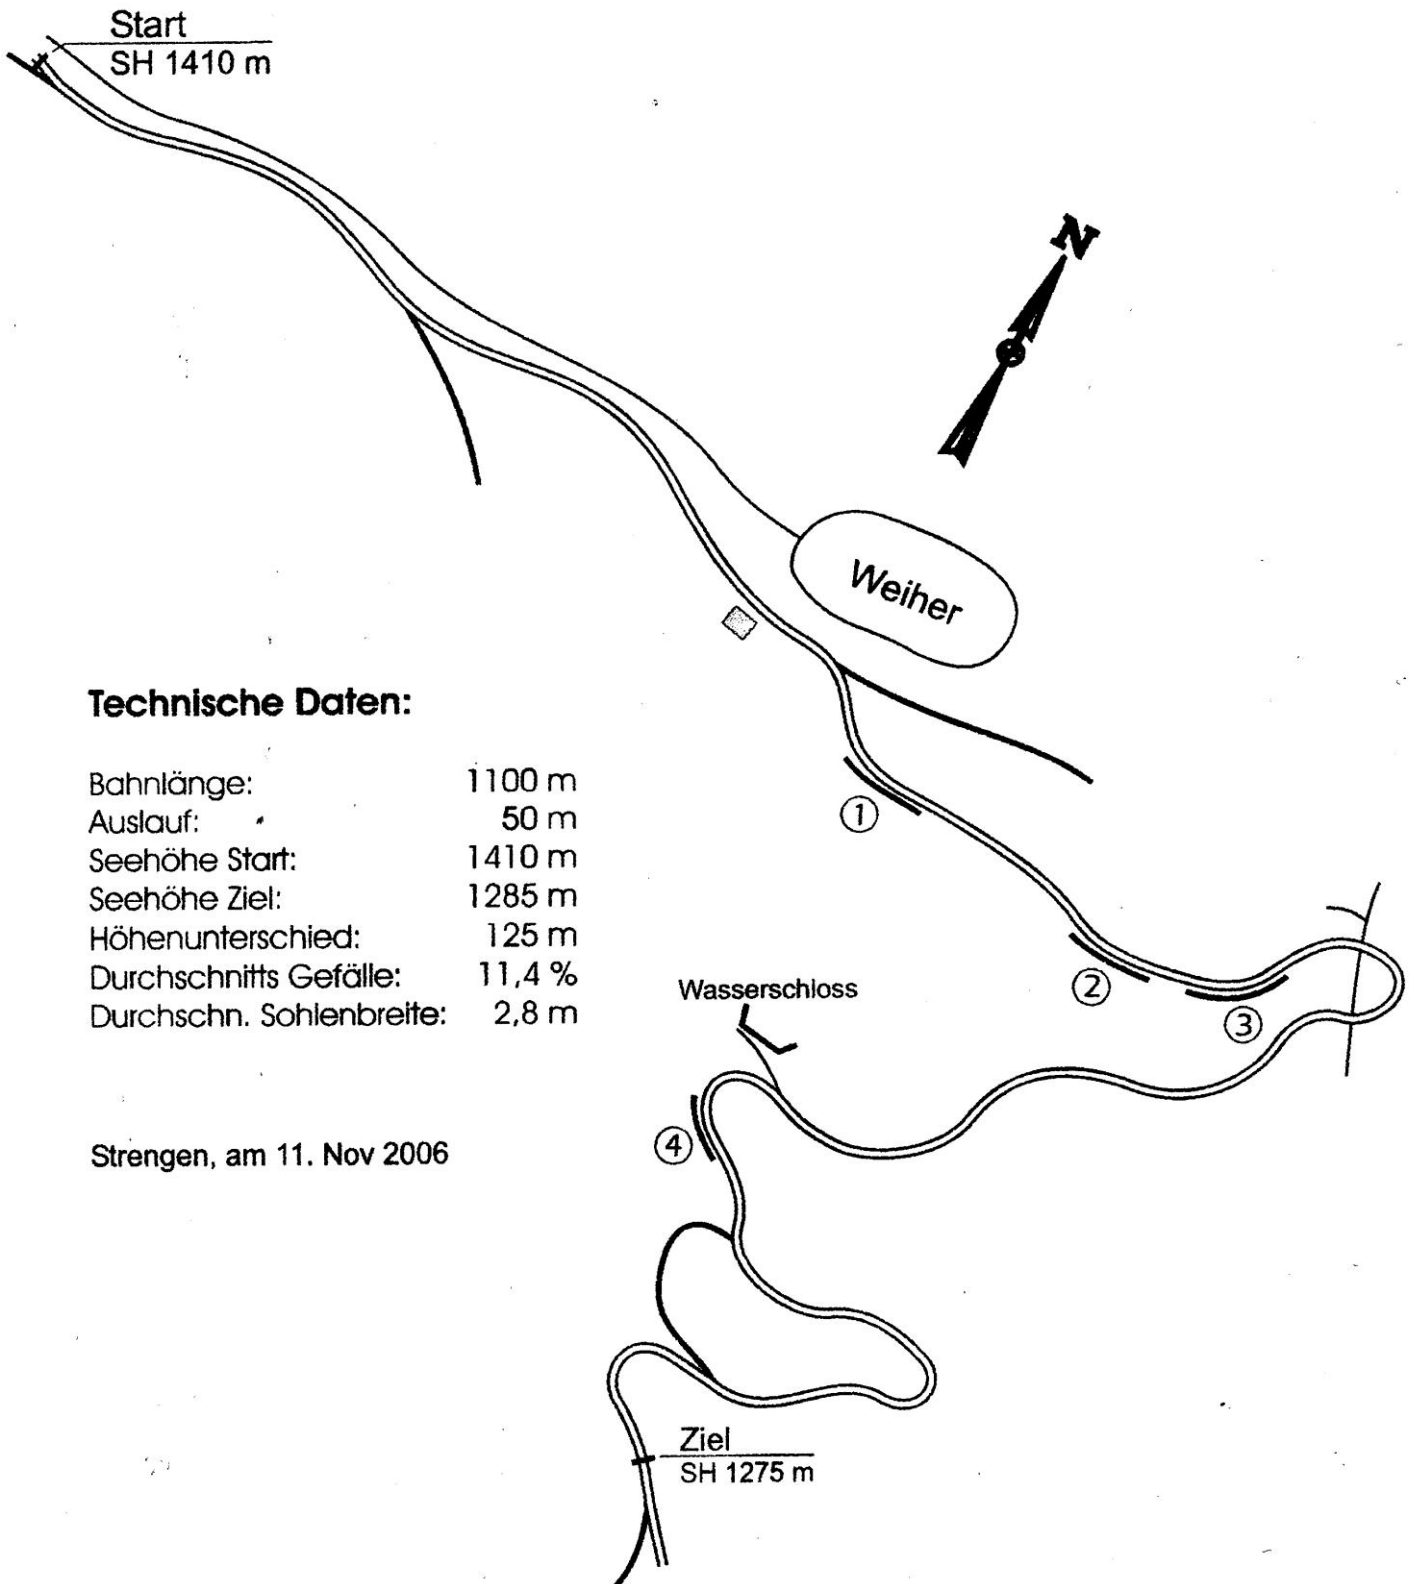 Start
SH 1410 m
N
Weiher
Technische Daten:
Bahnlänge: 1100 m
Auslauf: 50 m
Seehöhe Start: 1410 m
Seehöhe Ziel: 1285 m
Höhenunterschied: 125 m
Durchschnitts Gefälle: 11,4 %
Durchschn. Sohlenbreite: 2,8 m
1
2
3
Wasserschloss
4
Strengen, am 11. Nov 2006
Ziel
SH 1275 m